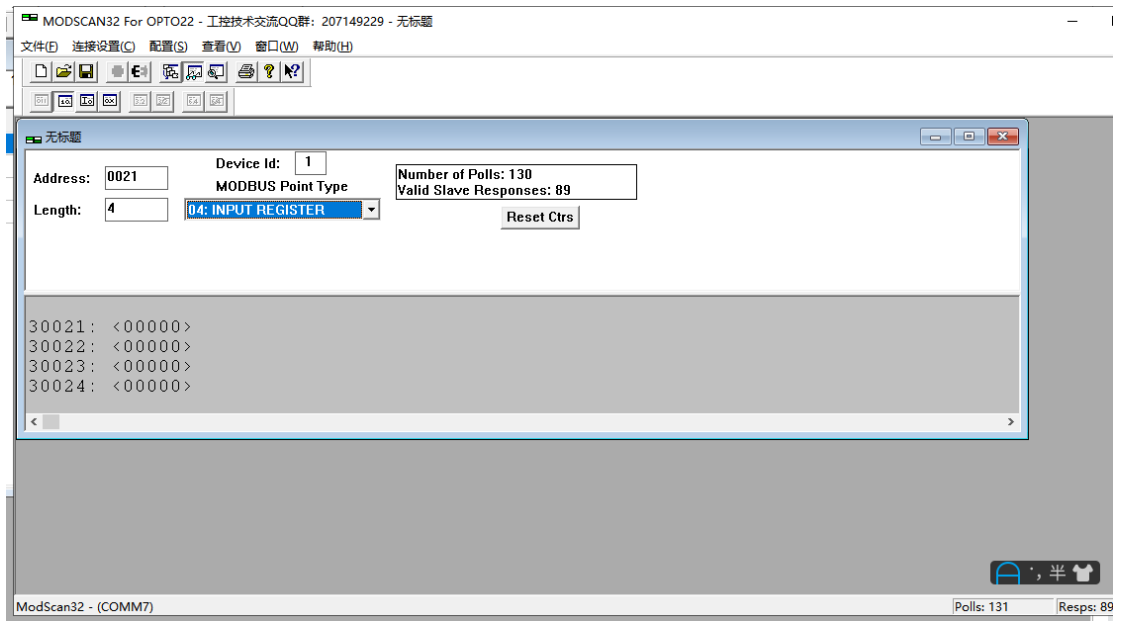 MODSCAN32 For OPTO22 - 工控技术交流QQ群：207149229 - 无标题
文件(F) 连接设置(C) 配置(S) 查看(V) 窗口(W) 帮助(H)
无标题
Address: 0021
Device Id: 1
MODBUS Point Type
Length: 4
04: INPUT REGISTER
Number of Polls: 130
Valid Slave Responses: 89
Reset Ctrs
30021: <00000>
30022: <00000>
30023: <00000>
30024: <00000>
半
ModScan32 - (COMM7)
Polls: 131
Resps: 89